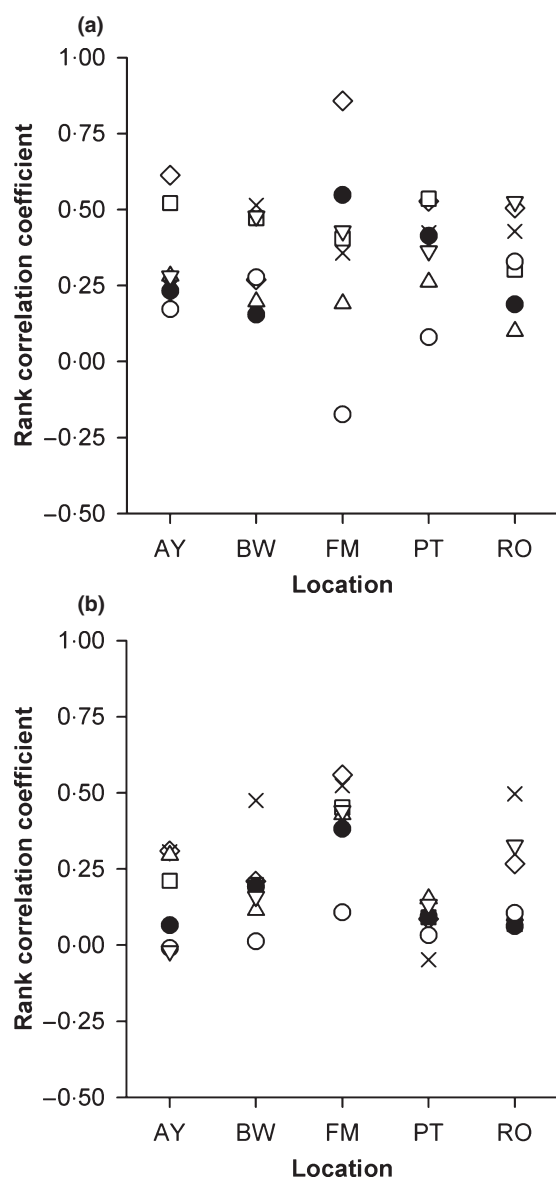 (a)
1·00
0·75
0·50
0·25
0·00
–0·25
–0·50
Rank correlation coefficient
AY BW FM PT RO
Location
(b)
1·00
0·75
0·50
0·25
0·00
–0·25
–0·50
Rank correlation coefficient
AY BW FM PT RO
Location